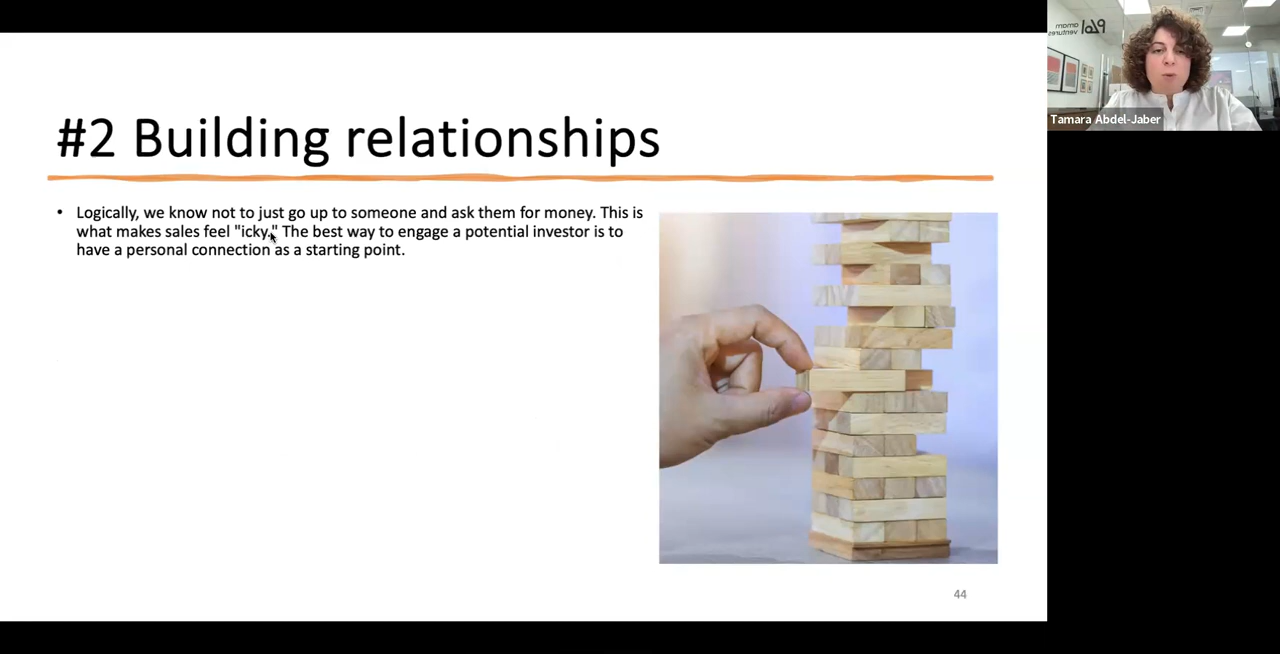 #2 Building relationships
• Logically, we know not to just go up to someone and ask them for money. This is
what makes sales feel "icky." The best way to engage a potential investor is to
have a personal connection as a starting point.
44
amam
ventures
Tamara Abdel-Jaber